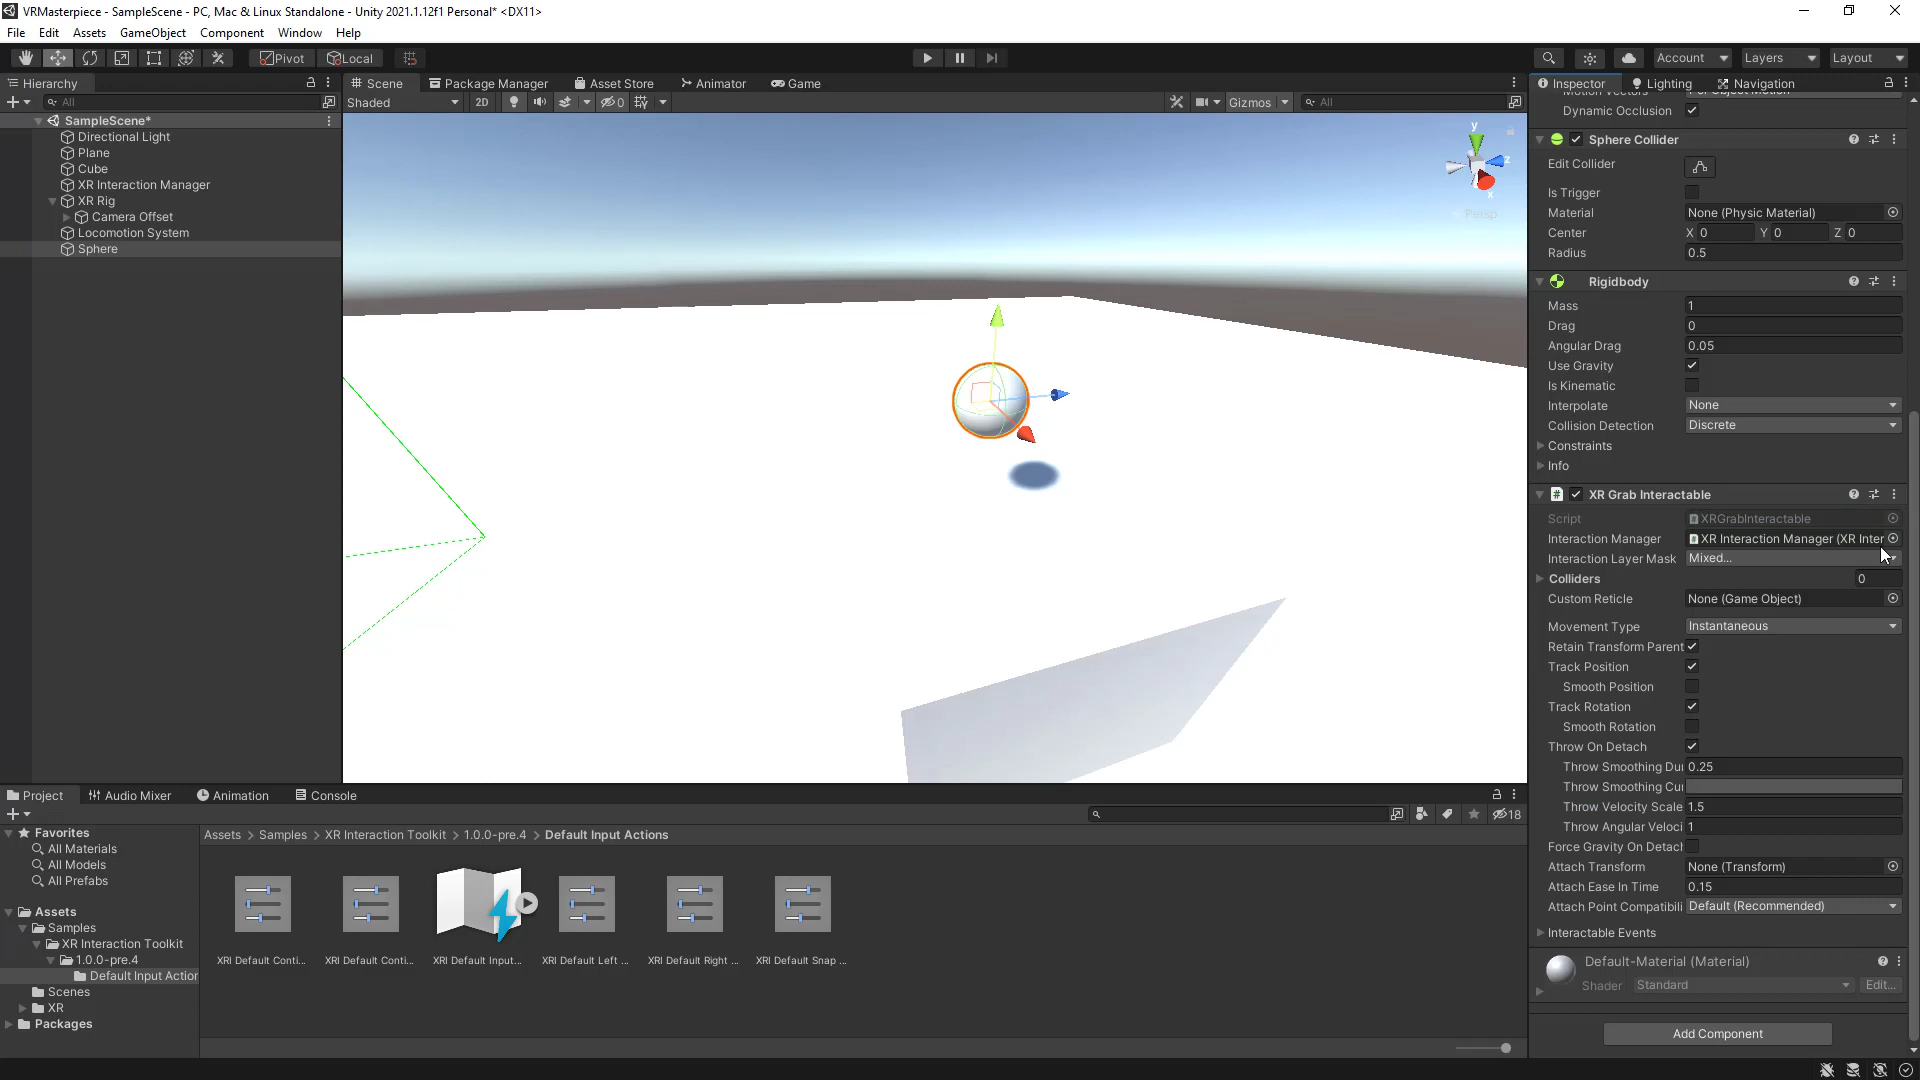 VRMasterpiece - SampleScene - PC, Mac & Linux Standalone - Unity 2021.1.12f1 Personal* <DX11>
File Edit Assets GameObject Component Window Help
Pivot Local Account Layers Layout
Hierarchy
All
SampleScene*
Directional Light
Plane
Cube
XR Interaction Manager
XR Rig
Camera Offset
Locomotion System
Sphere
Scene Package Manager Asset Store Animator Game
Shaded 2D 0 Gizmos All
y
z
x
Persp
Inspector Lighting Navigation
Dynamic Occlusion
Sphere Collider
Edit Collider
Is Trigger
Material None (Physic Material)
Center X 0 Y 0 Z 0
Radius 0.5
Rigidbody
Mass 1
Drag 0
Angular Drag 0.05
Use Gravity
Is Kinematic
Interpolate None
Collision Detection Discrete
Constraints
Info
XR Grab Interactable
Script XRGrabInteractable
Interaction Manager XR Interaction Manager (XR Inter
Interaction Layer Mask Mixed...
Colliders 0
Custom Reticle None (Game Object)
Movement Type Instantaneous
Retain Transform Parent
Track Position
Smooth Position
Track Rotation
Smooth Rotation
Throw On Detach
Throw Smoothing Du 0.25
Throw Smoothing Cu
Throw Velocity Scale 1.5
Throw Angular Veloci 1
Force Gravity On Detach
Attach Transform None (Transform)
Attach Ease In Time 0.15
Attach Point Compatibili Default (Recommended)
Interactable Events
Default-Material (Material)
Shader Standard Edit...
Add Component
Project Audio Mixer Animation Console
18
Favorites
All Materials
All Models
All Prefabs
Assets
Samples
XR Interaction Toolkit
1.0.0-pre.4
Default Input Action
Scenes
XR
Packages
Assets > Samples > XR Interaction Toolkit > 1.0.0-pre.4 > Default Input Actions
XRI Default Conti... XRI Default Conti... XRI Default Input... XRI Default Left ... XRI Default Right ... XRI Default Snap ...